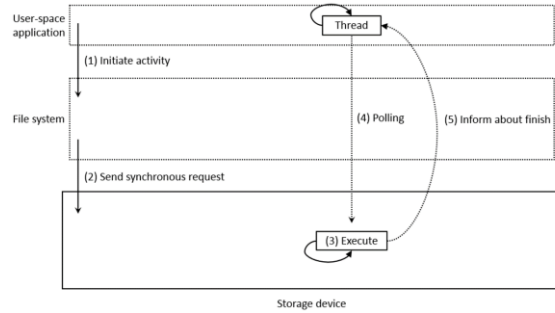 User-space
application
Thread
(1) Initiate activity
File system
(4) Polling
(5) Inform about finish
(2) Send synchronous request
(3) Execute
Storage device